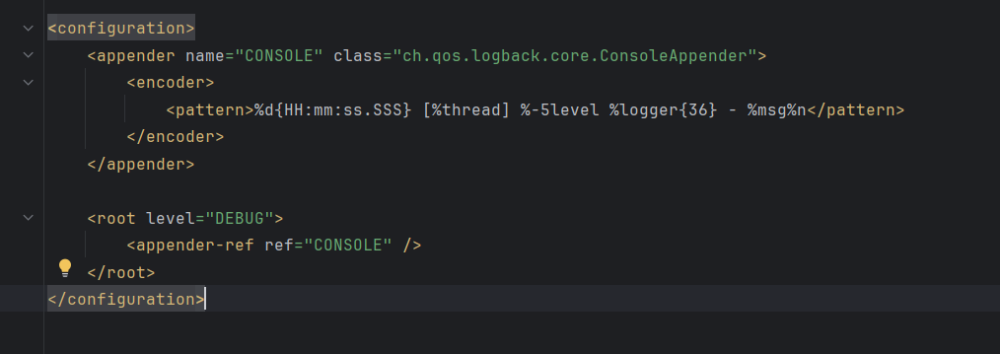 <configuration>
    <appender name="CONSOLE" class="ch.qos.logback.core.ConsoleAppender">
        <encoder>
            <pattern>%d{HH:mm:ss.SSS} [%thread] %-5level %logger{36} - %msg%n</pattern>
        </encoder>
    </appender>

    <root level="DEBUG">
        <appender-ref ref="CONSOLE" />
    </root>
</configuration>